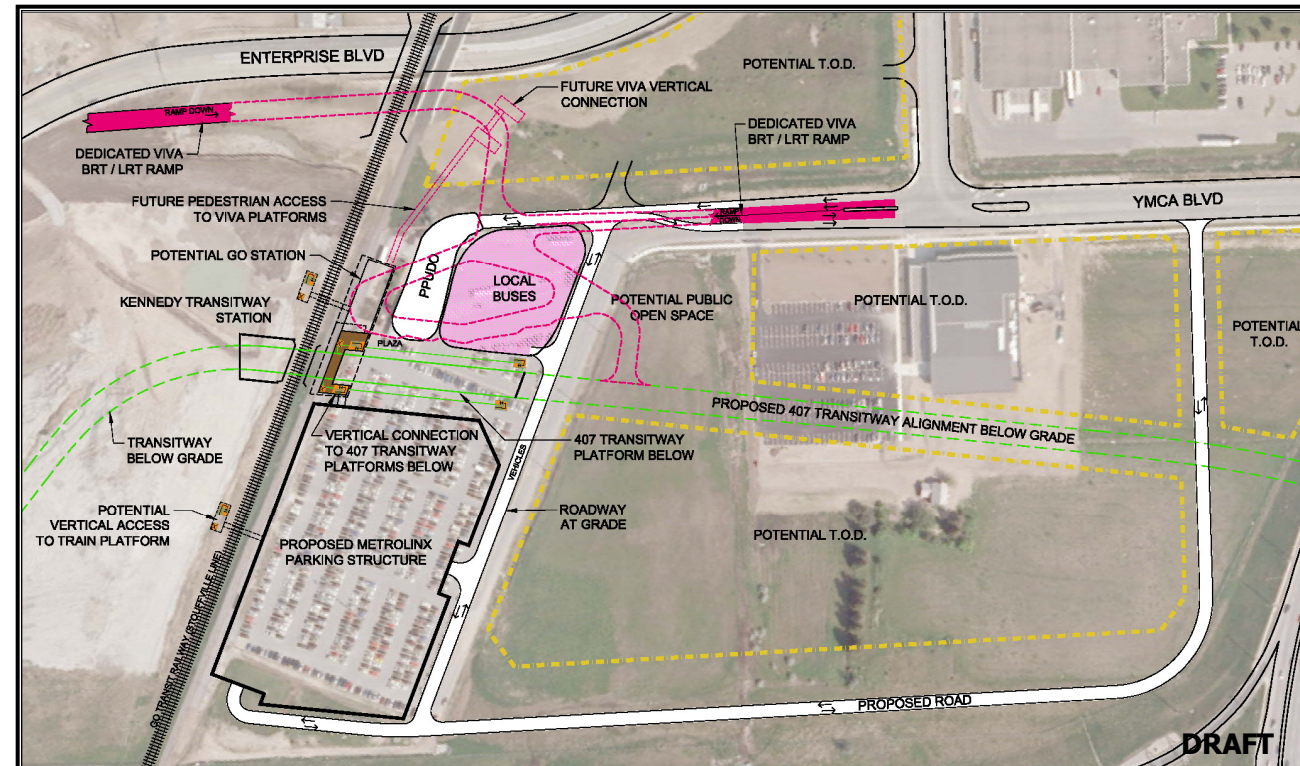 ENTERPRISE BLVD
POTENTIAL T.O.D.
FUTURE VIVA VERTICAL
CONNECTION
RAMP DOWN
DEDICATED VIVA
BRT / LRT RAMP
DEDICATED VIVA
BRT / LRT RAMP
FUTURE PEDESTRIAN ACCESS
TO VIVA PLATFORMS
YMCA BLVD
RAMP
DOWN
POTENTIAL GO STATION
PPUDO
LOCAL
BUSES
KENNEDY TRANSITWAY
STATION
POTENTIAL PUBLIC
OPEN SPACE
POTENTIAL T.O.D.
POTENTIAL
T.O.D.
PLAZA
PROPOSED 407 TRANSITWAY ALIGNMENT BELOW GRADE
TRANSITWAY
BELOW GRADE
VERTICAL CONNECTION
TO 407 TRANSITWAY
PLATFORMS BELOW
407 TRANSITWAY
PLATFORM BELOW
VEHICLES
POTENTIAL
VERTICAL ACCESS
TO TRAIN PLATFORM
ROADWAY
AT GRADE
PROPOSED METROLINX
PARKING STRUCTURE
POTENTIAL T.O.D.
GO TRANSIT RAILWAY (STOUFFVILLE LINE)
PROPOSED ROAD
DRAFT